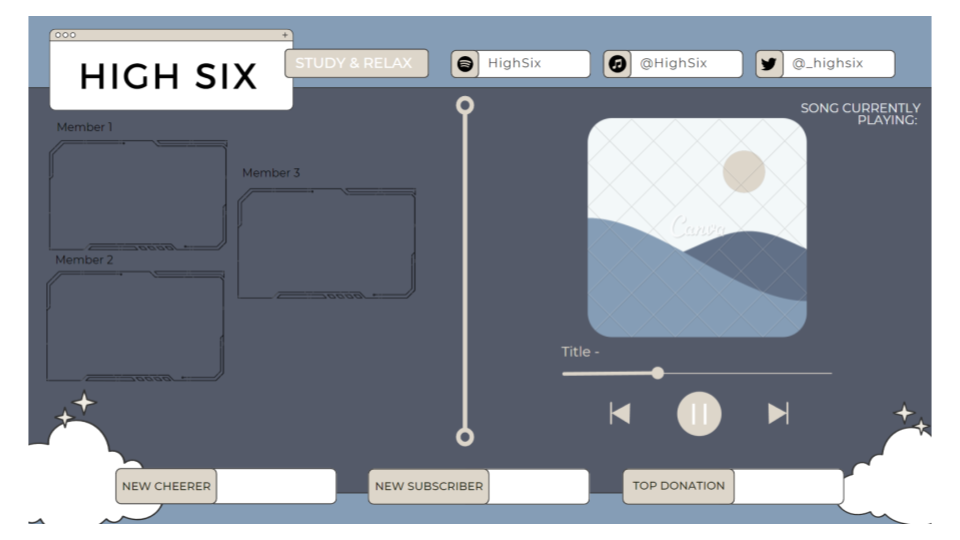 HIGH SIX
STUDY & RELAX
HighSix
@HighSix
@_highsix
SONG CURRENTLY
PLAYING:
Member 1
Member 3
Member 2
Canva
Title -
NEW CHEERER
NEW SUBSCRIBER
TOP DONATION